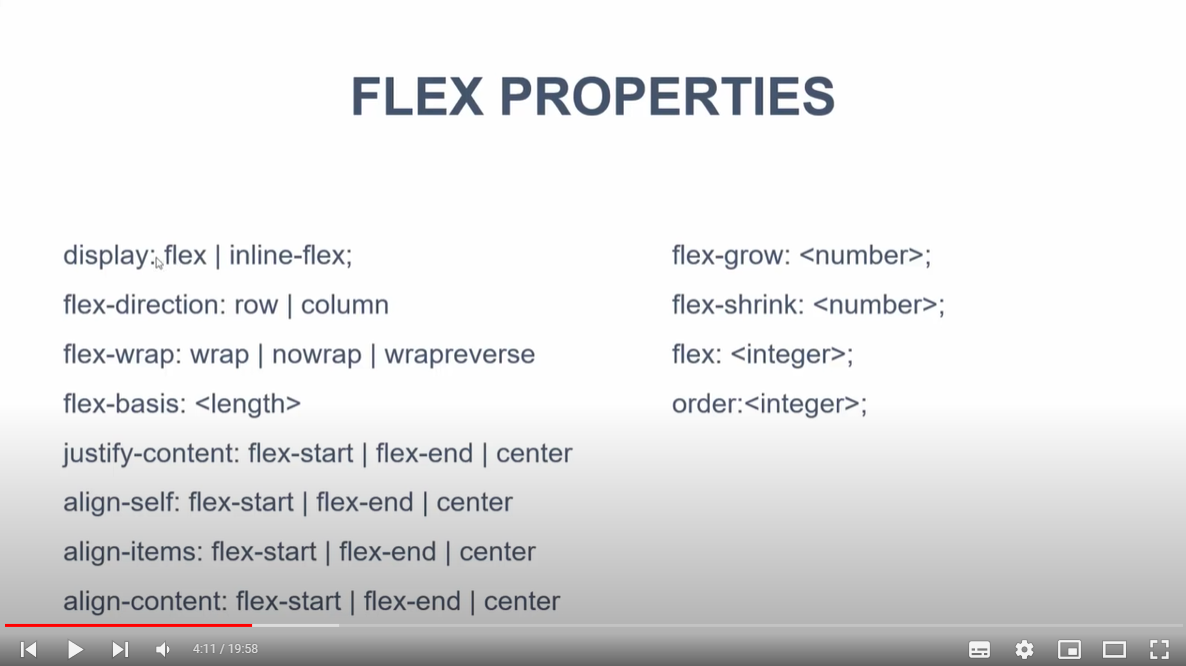 FLEX PROPERTIES
display: flex | inline-flex;
flex-direction: row | column
flex-wrap: wrap | nowrap | wrapreverse
flex-basis: <length>
justify-content: flex-start | flex-end | center
align-self: flex-start | flex-end | center
align-items: flex-start | flex-end | center
align-content: flex-start | flex-end | center
flex-grow: <number>;
flex-shrink: <number>;
flex: <integer>;
order:<integer>;
4:11 / 19:58